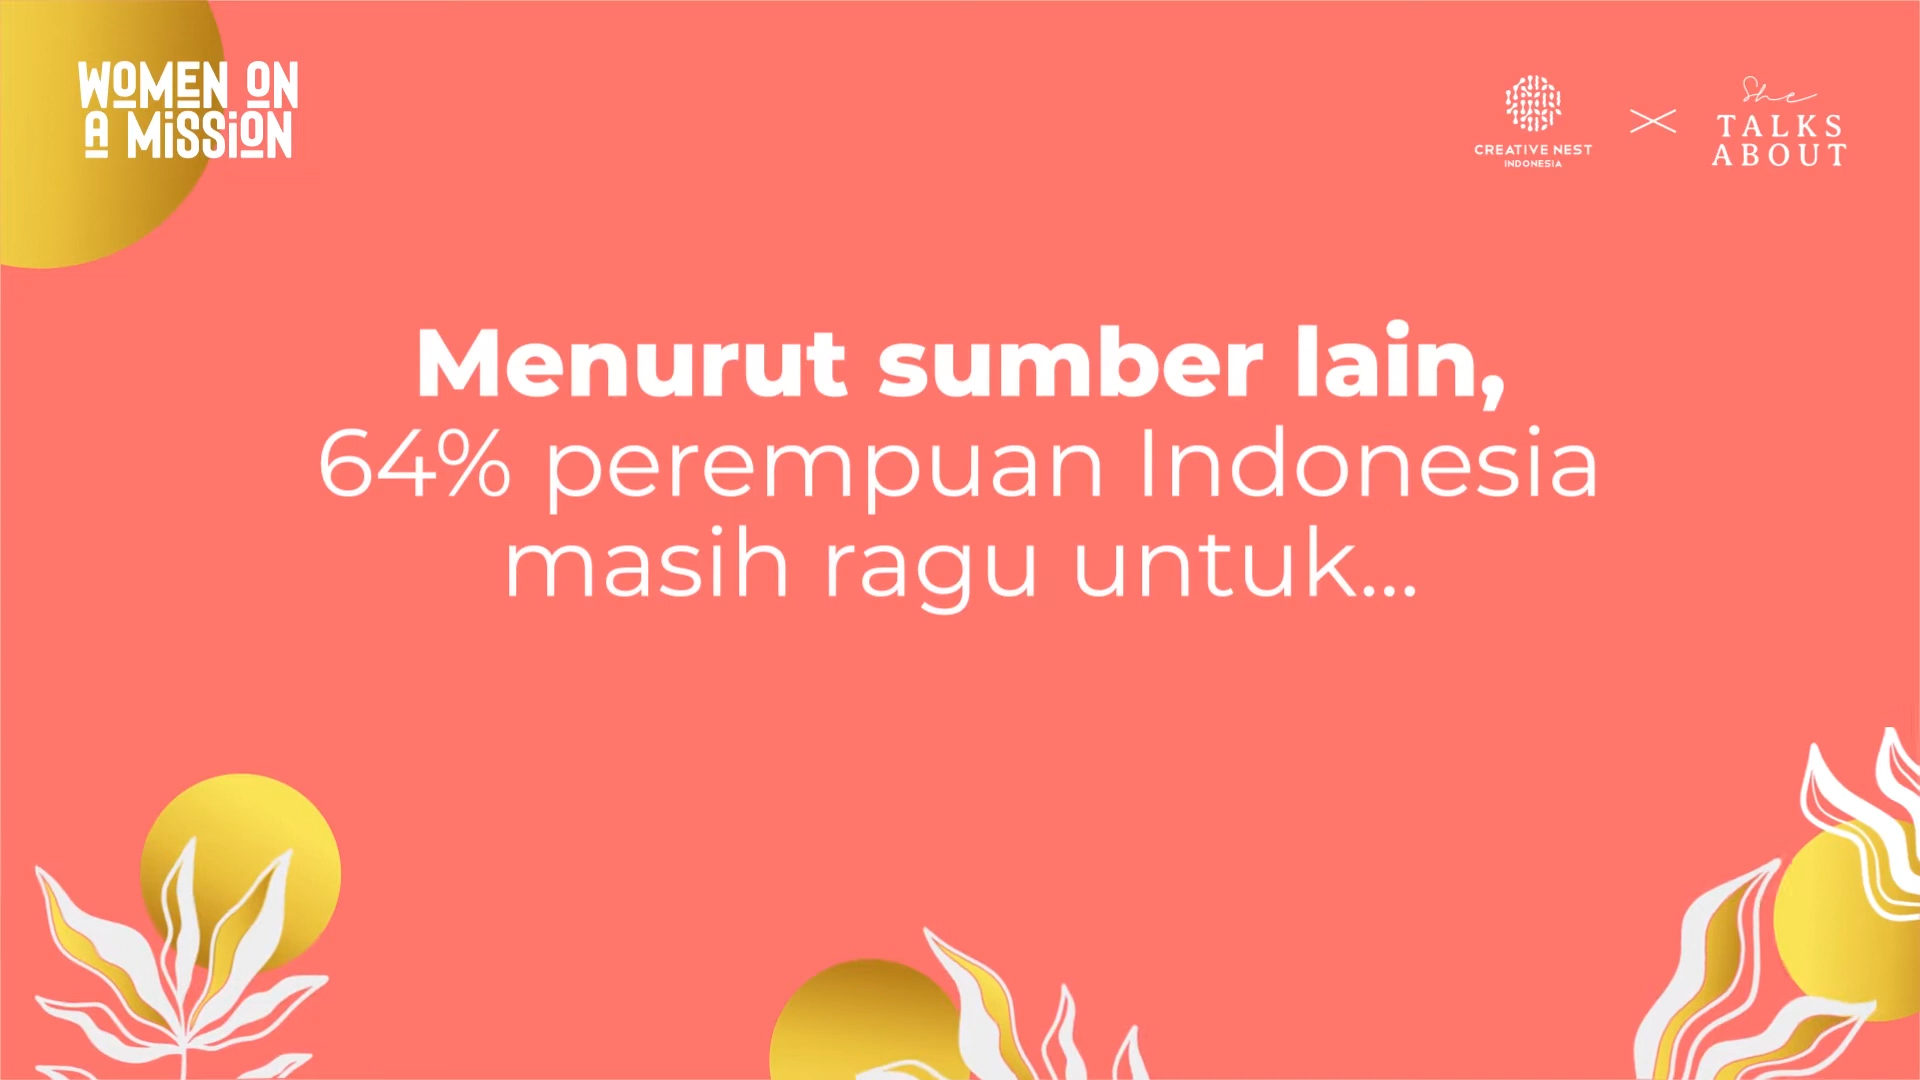 WOMEN ON
A MISSION
CREATIVE NEST
INDONESIA
She
TALKS
ABOUT
Menurut sumber lain,
64% perempuan Indonesia
masih ragu untuk...